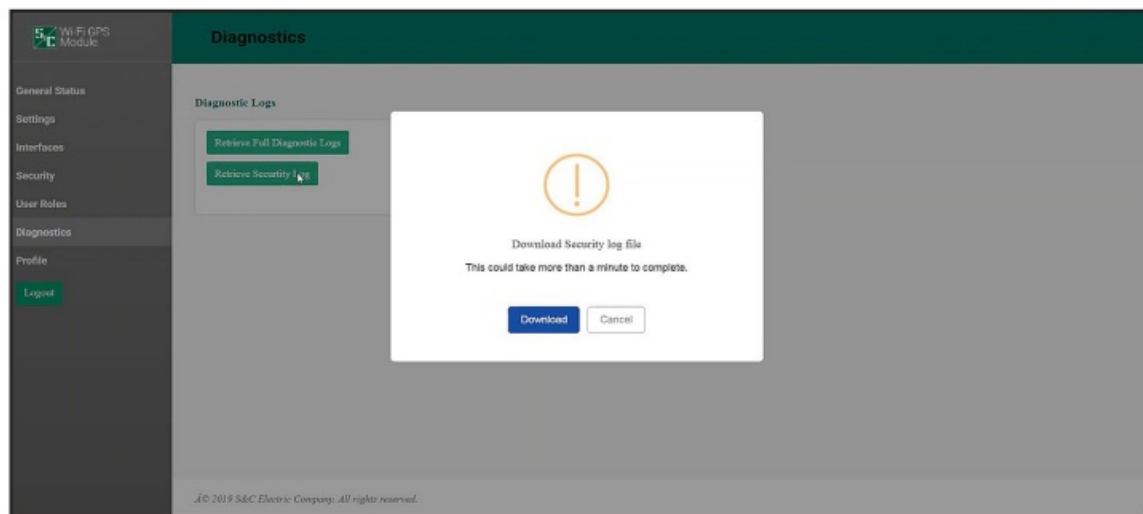 S&C Wi-Fi GPS
Module
Diagnostics
General Status
Settings
Interfaces
Security
User Roles
Diagnostics
Profile
Logout
Diagnostic Logs
Retrieve Full Diagnostic Logs
Retrieve Security Log
Download Security log file
This could take more than a minute to complete.
Download
Cancel
© 2019 S&C Electric Company. All rights reserved.